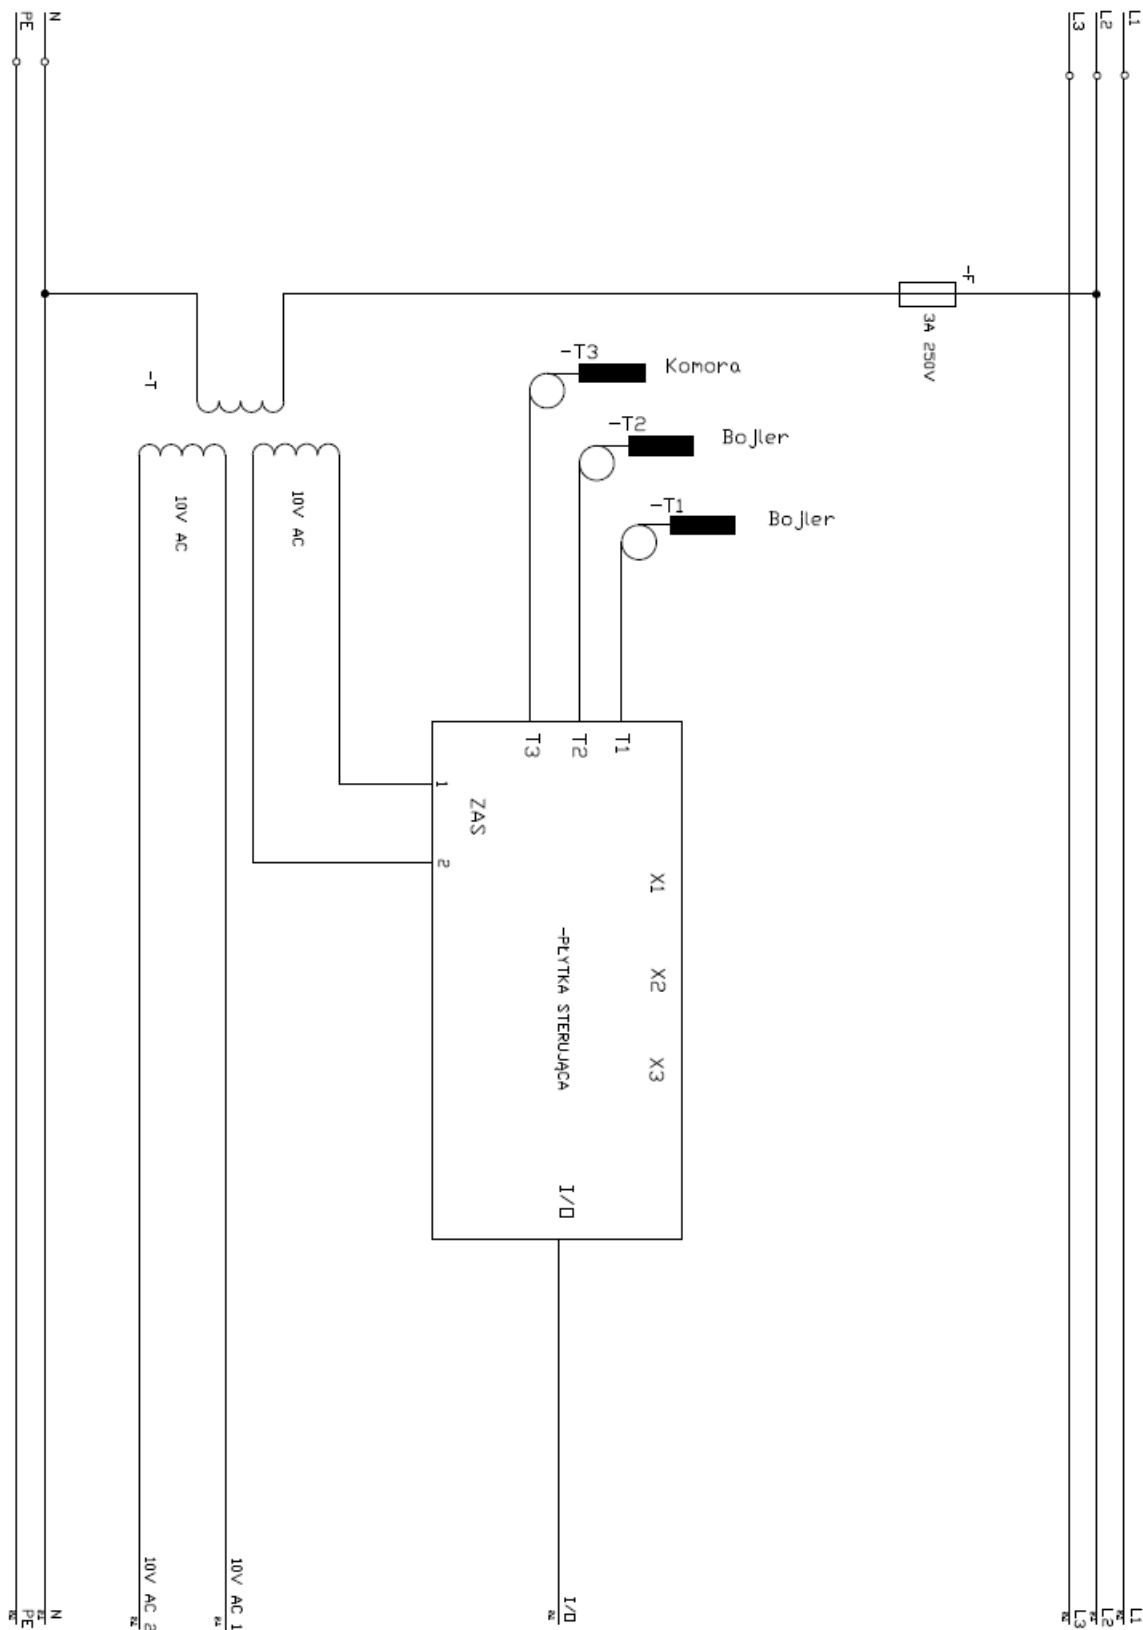 L1
L2
L3
N
PE
-F
3A 250V
-T
10V AC
10V AC
-T3
Komora
-T2
Bojler
-T1
Bojler
T1
T2
T3
1
2
ZAS
X1
X2
X3
-PŁYTKA STERUJĄCA
I/O
I/O
10V AC 1
10V AC 2
L1
L2
L3
N
PE